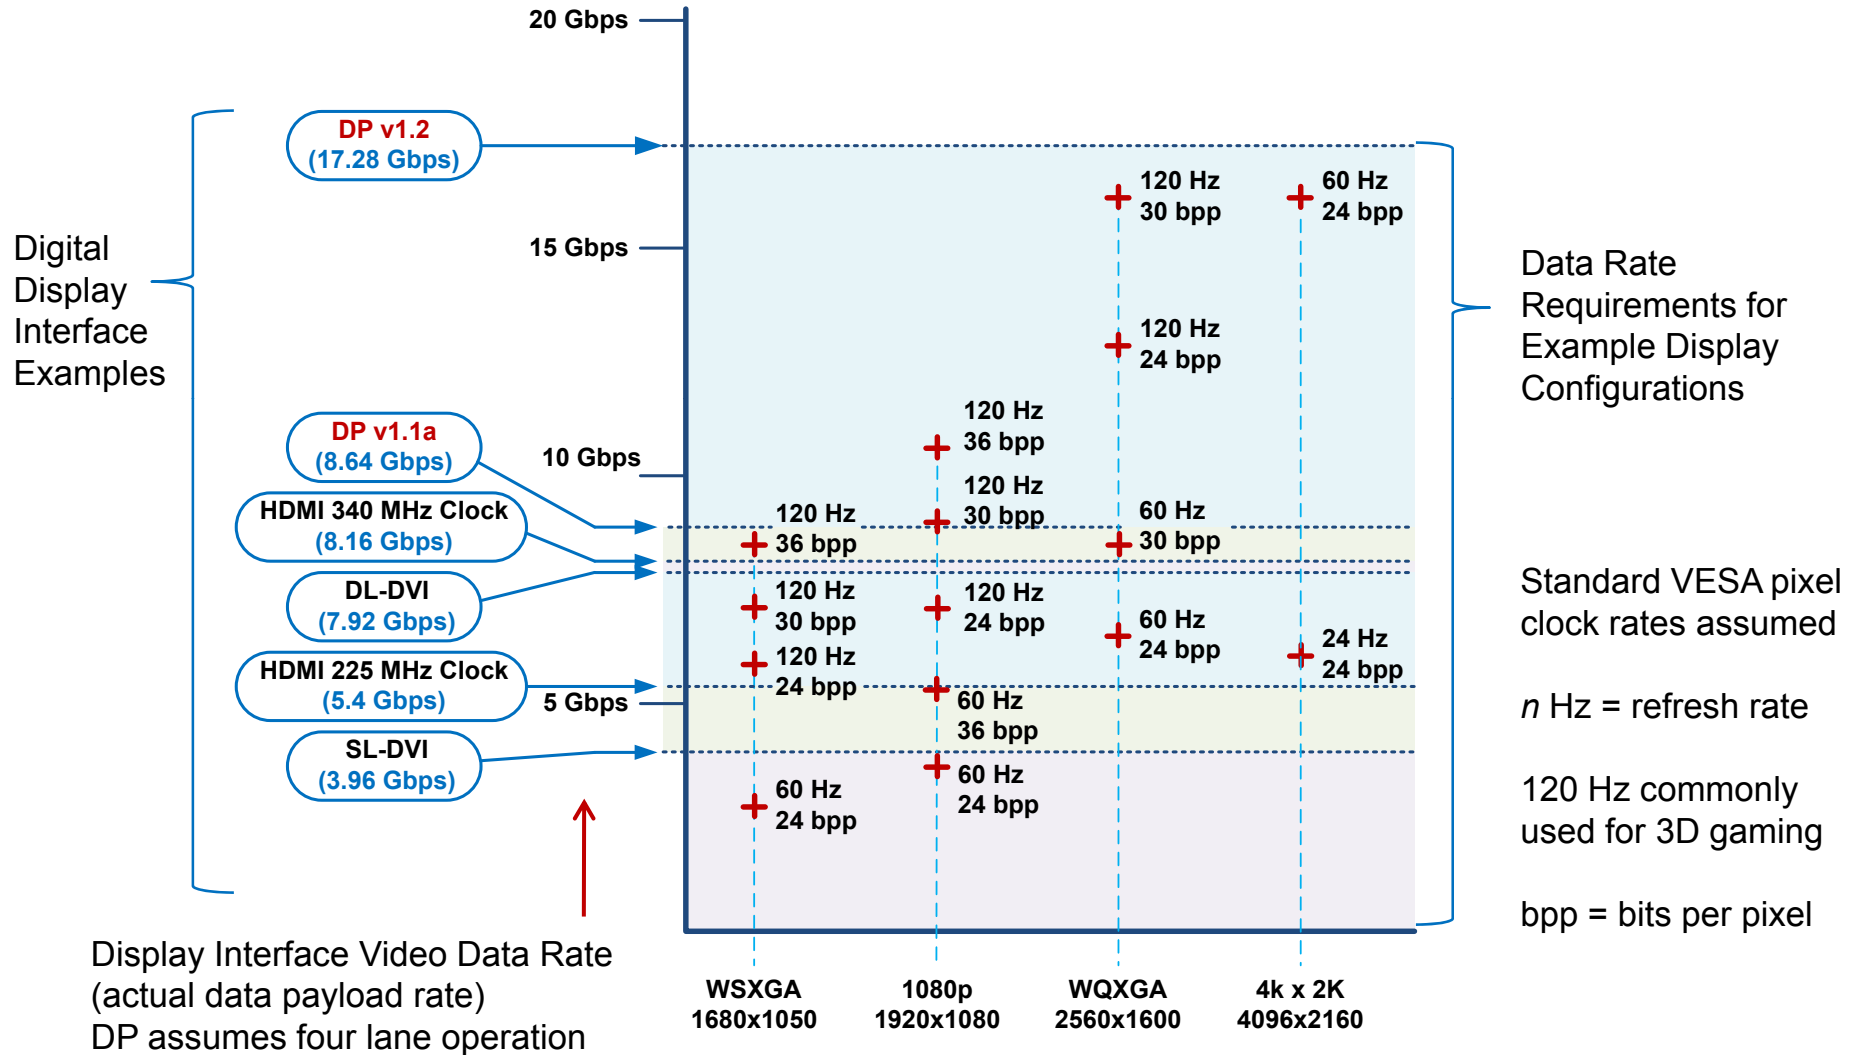 20 Gbps
15 Gbps
10 Gbps
5 Gbps
Digital
Display
Interface
Examples
DP v1.2
(17.28 Gbps)
DP v1.1a
(8.64 Gbps)
HDMI 340 MHz Clock
(8.16 Gbps)
DL-DVI
(7.92 Gbps)
HDMI 225 MHz Clock
(5.4 Gbps)
SL-DVI
(3.96 Gbps)
Display Interface Video Data Rate
(actual data payload rate)
DP assumes four lane operation
120 Hz
36 bpp
120 Hz
30 bpp
120 Hz
24 bpp
60 Hz
24 bpp
WSXGA
1680x1050
120 Hz
36 bpp
120 Hz
30 bpp
120 Hz
24 bpp
60 Hz
36 bpp
60 Hz
24 bpp
1080p
1920x1080
120 Hz
30 bpp
120 Hz
24 bpp
60 Hz
30 bpp
60 Hz
24 bpp
WQXGA
2560x1600
60 Hz
24 bpp
24 Hz
24 bpp
4k x 2K
4096x2160
Data Rate
Requirements for
Example Display
Configurations
Standard VESA pixel
clock rates assumed
n Hz = refresh rate
120 Hz commonly
used for 3D gaming
bpp = bits per pixel